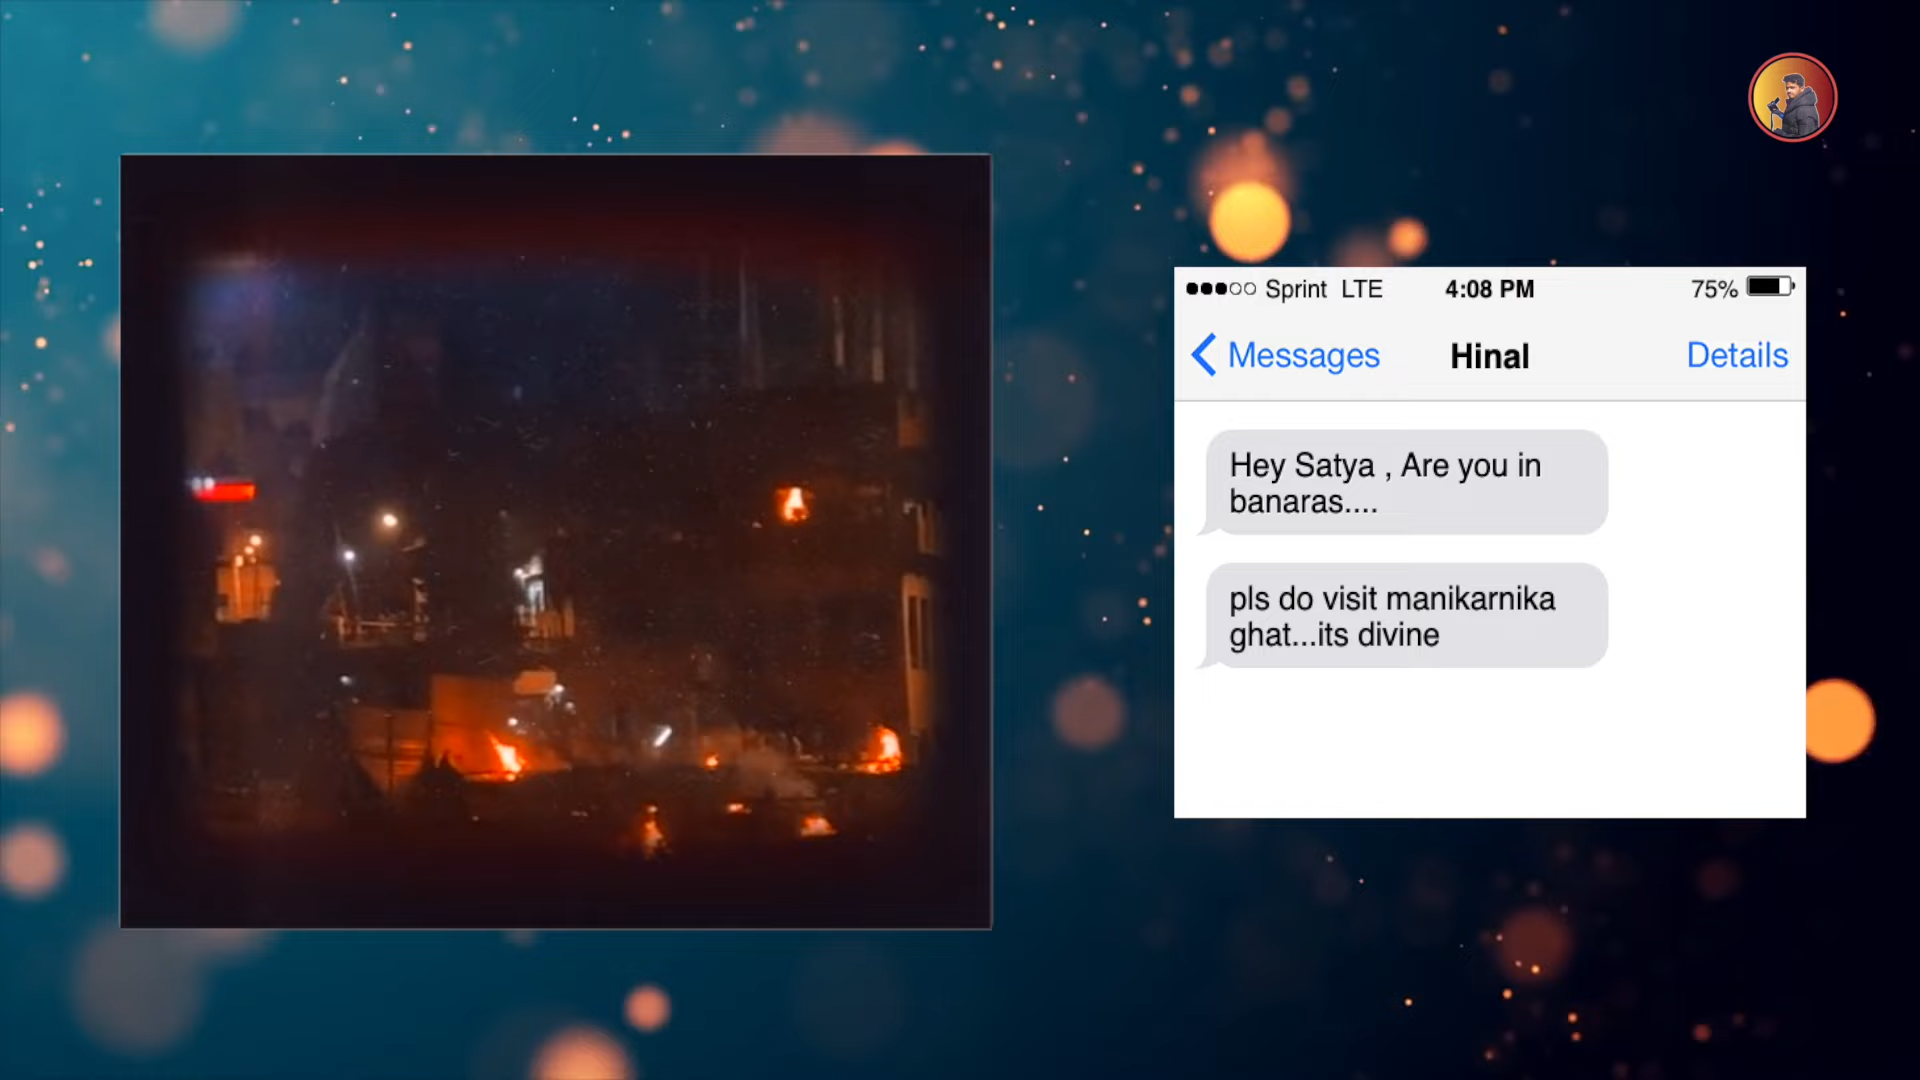 Sprint LTE 4:08 PM 75%
Messages Hinal Details
Hey Satya , Are you in
banaras....
pls do visit manikarnika
ghat...its divine